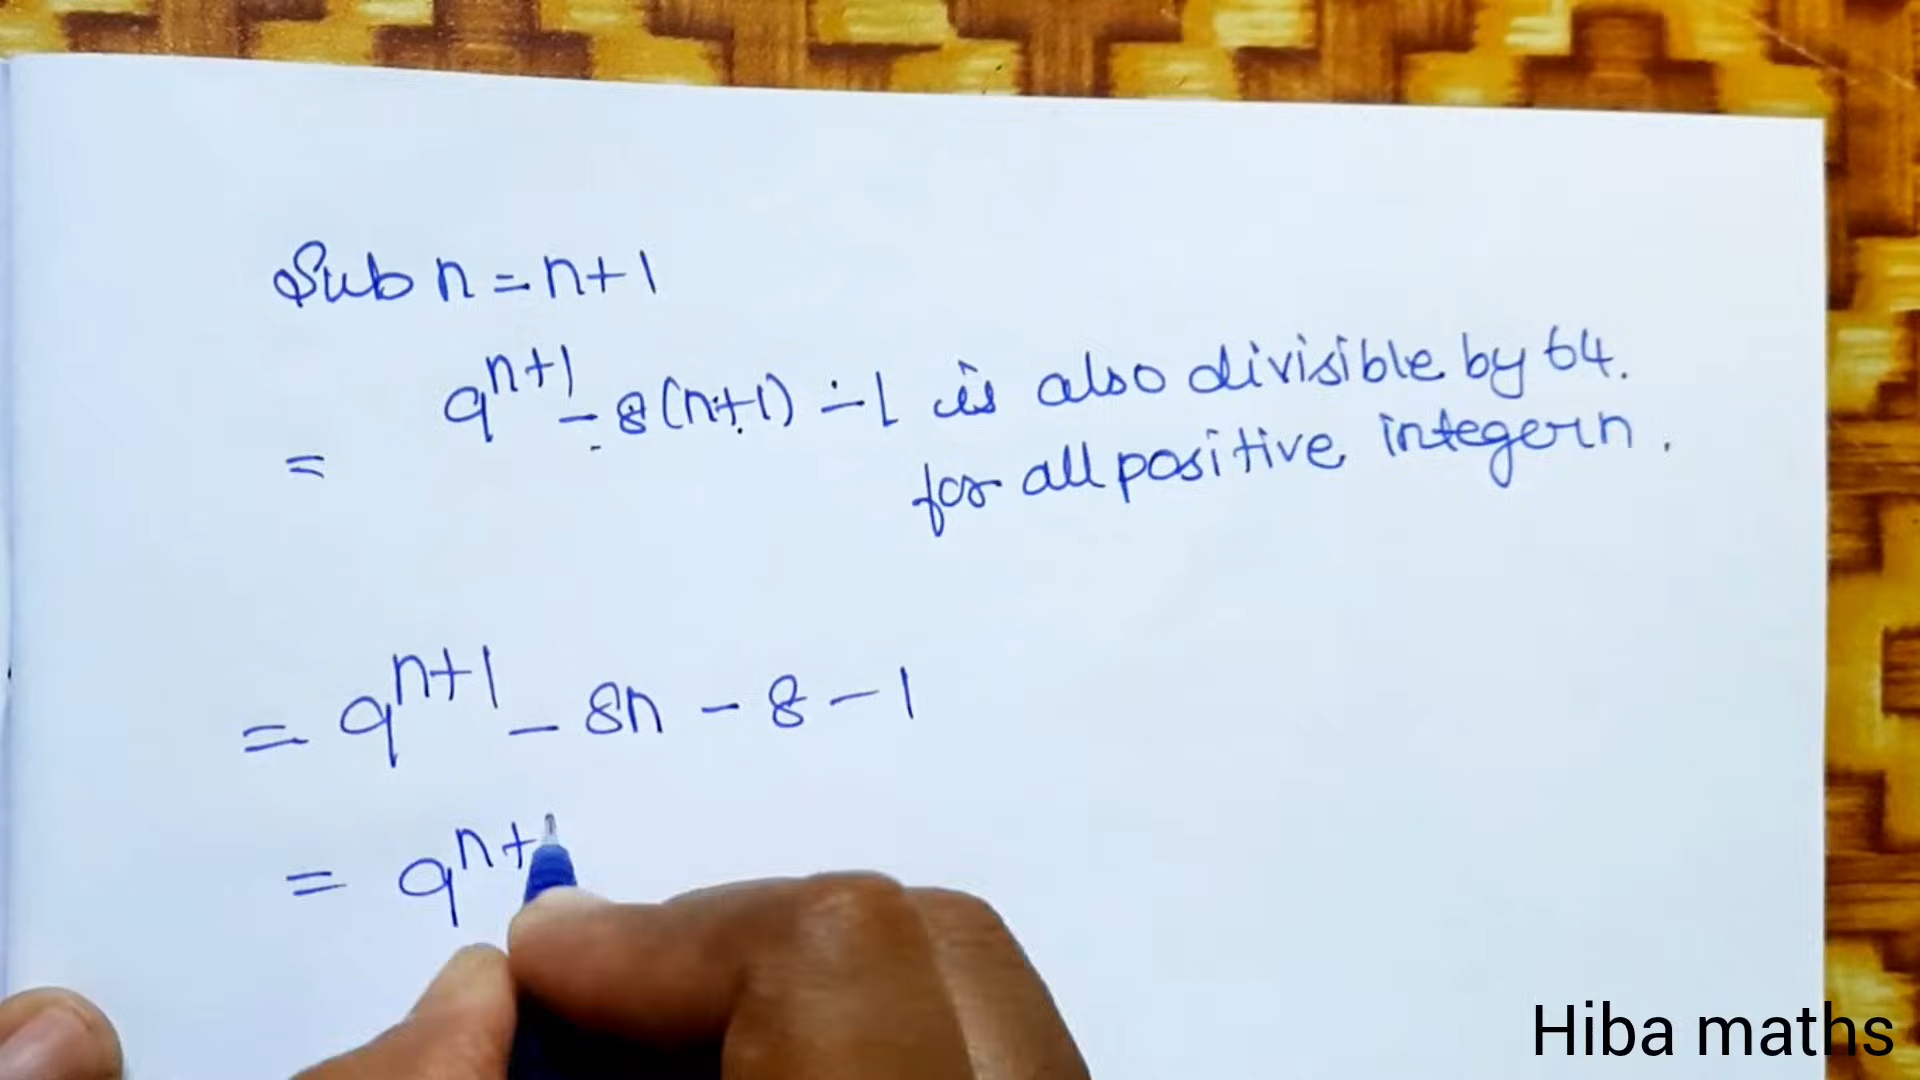 Sub n = n+1
9^{n+1} - 8(n+1) - 1 is also divisible by 64.
=
for all positive integer n.
= 9^{n+1} - 8n - 8 - 1
= 9^{n+
Hiba maths